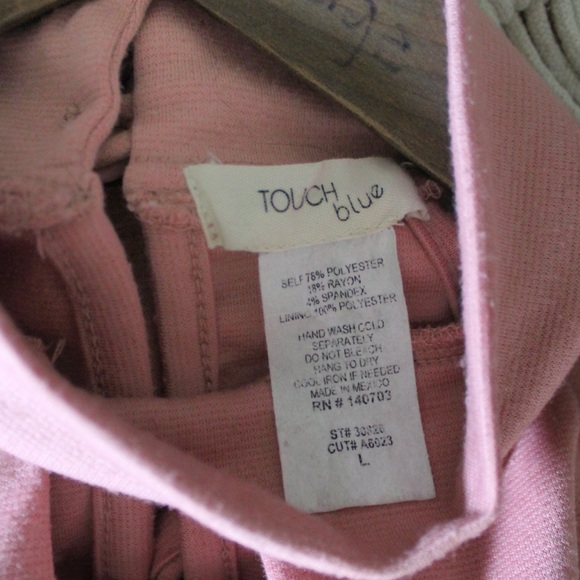 TOUCH
blue
SELF 78% POLYESTER
18% RAYON
4% SPANDEX
LINING 100% POLYESTER
HAND WASH COLD
SEPARATELY
DO NOT BLEACH
HANG TO DRY
COOL IRON IF NEEDED
MADE IN MEXICO
RN # 140703
ST#
CUT# A6023
L.